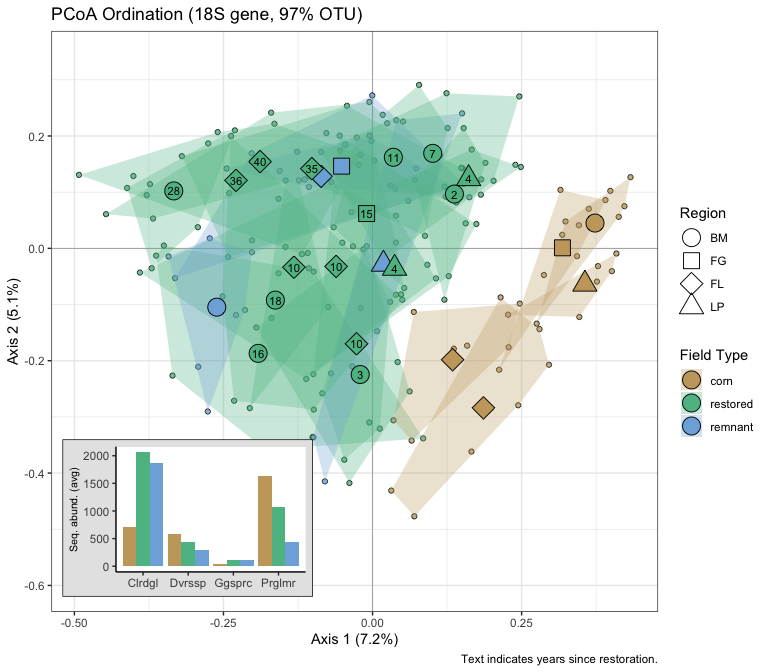 PCoA Ordination (18S gene, 97% OTU)
Axis 2 (5.1%)
0.2
0.0
-0.2
-0.4
-0.6
-0.50
-0.25
0.00
0.25
Axis 1 (7.2%)
28
36
40
35
11
7
4
2
15
10
10
4
18
16
10
3
Seq. abund. (avg)
2000
1500
1000
500
0
Clrdgl
Dvrssp
Ggsprc
Prglmr
Region
BM
FG
FL
LP
Field Type
corn
restored
remnant
Text indicates years since restoration.